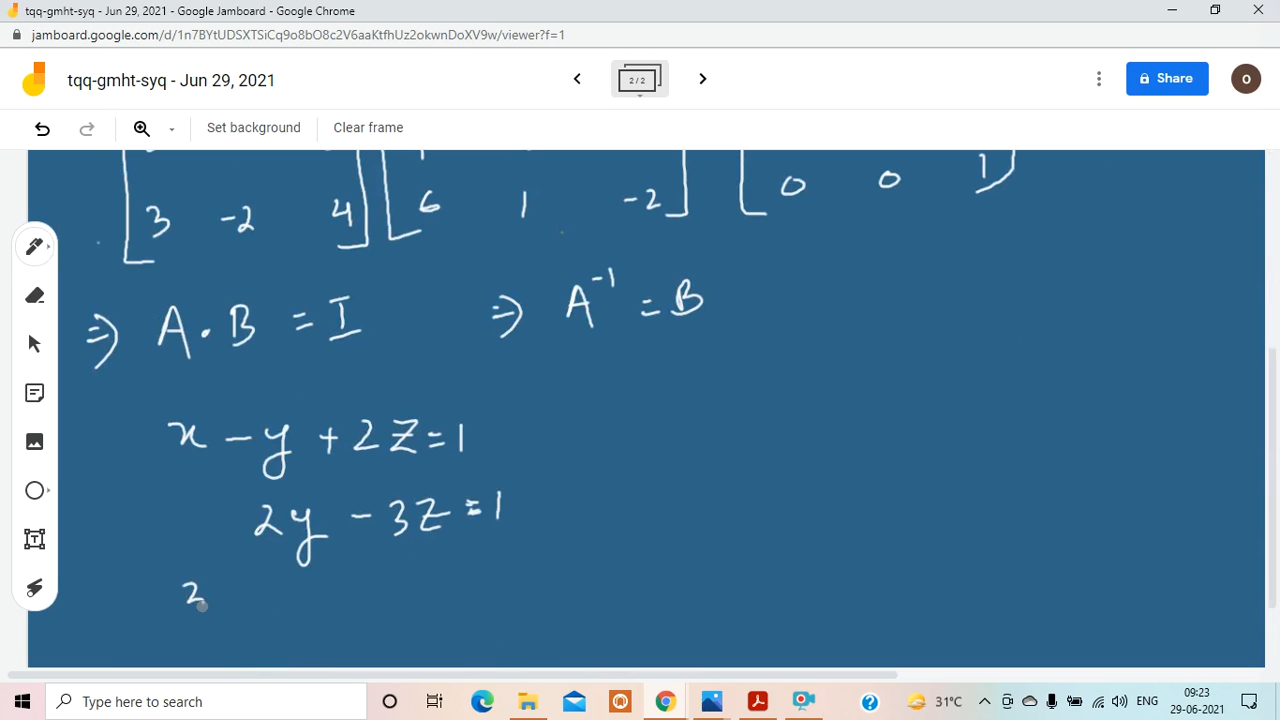 tqq-gmht-syq - Jun 29, 2021 - Google Jamboard - Google Chrome
jamboard.google.com/d/1n7BYtUDSXTSiCq9o8bO8c2V6aaKtfhUz2okwnDoXV9w/viewer?f=1
tqq-gmht-syq - Jun 29, 2021
2 / 2
Share
O
Set background
Clear frame
3 -2 4 6 1 -2 0 0 1
⇒ A · B = I ⇒ A⁻¹ = B
x - y + 2z = 1
2y - 3z = 1
3
Type here to search
31°C
ENG
09:23
29-06-2021